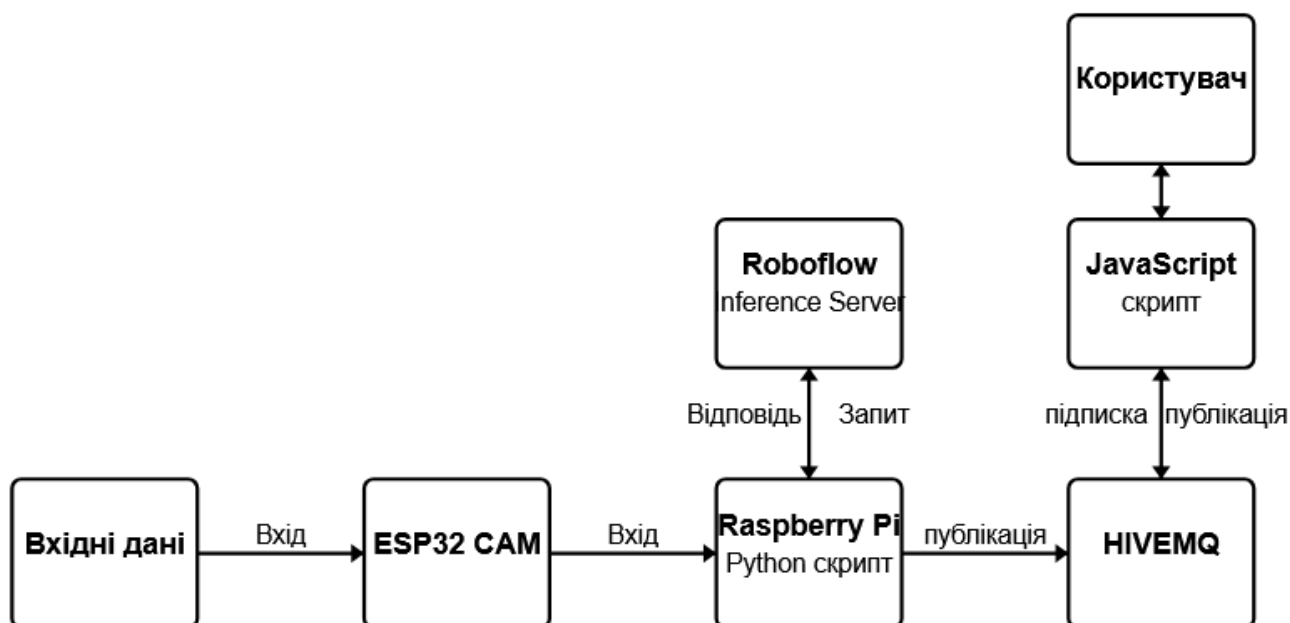 Користувач
Roboflow
Inference Server
JavaScript
скрипт
Відповідь
Запит
підписка
публікація
Вхідні дані
Вхід
ESP32 CAM
Вхід
Raspberry Pi
Python скрипт
публікація
HIVEMQ